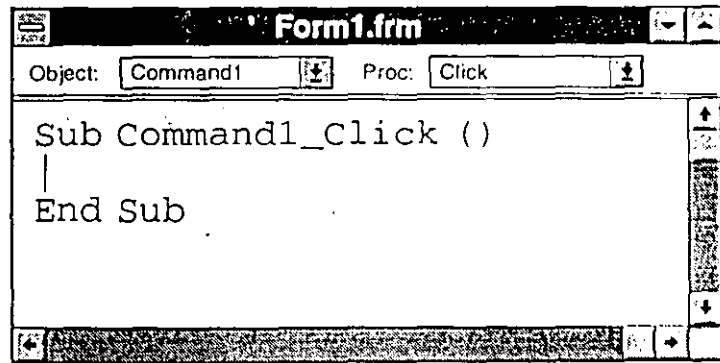 Form1.frm
Object: Command1 Proc: Click
Sub Command1_Click ()
End Sub